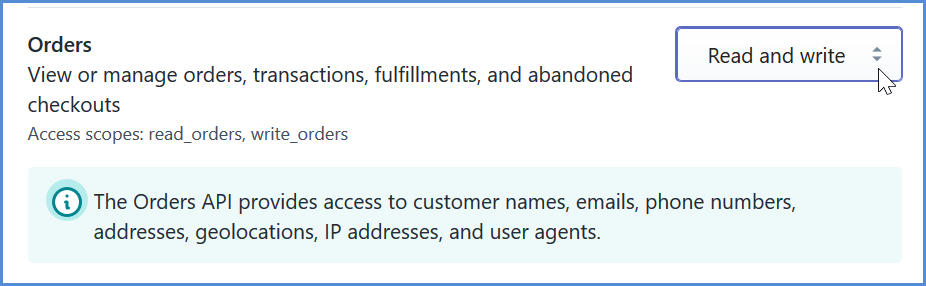 Orders
Read and write
View or manage orders, transactions, fulfillments, and abandoned
checkouts
Access scopes: read_orders, write_orders
The Orders API provides access to customer names, emails, phone numbers,
addresses, geolocations, IP addresses, and user agents.